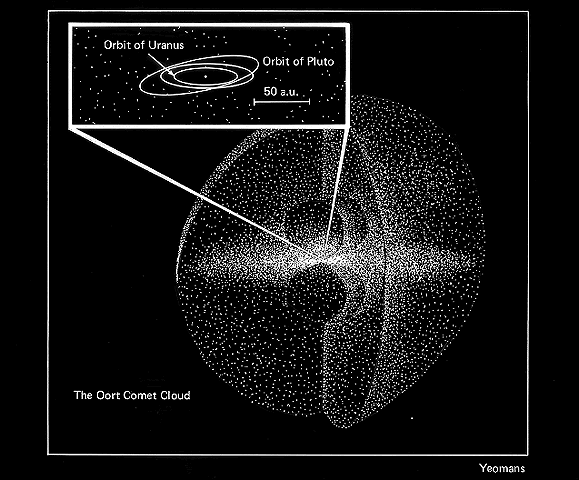 Orbit of Uranus
Orbit of Pluto
50 a.u.
The Oort Comet Cloud
Yeomans